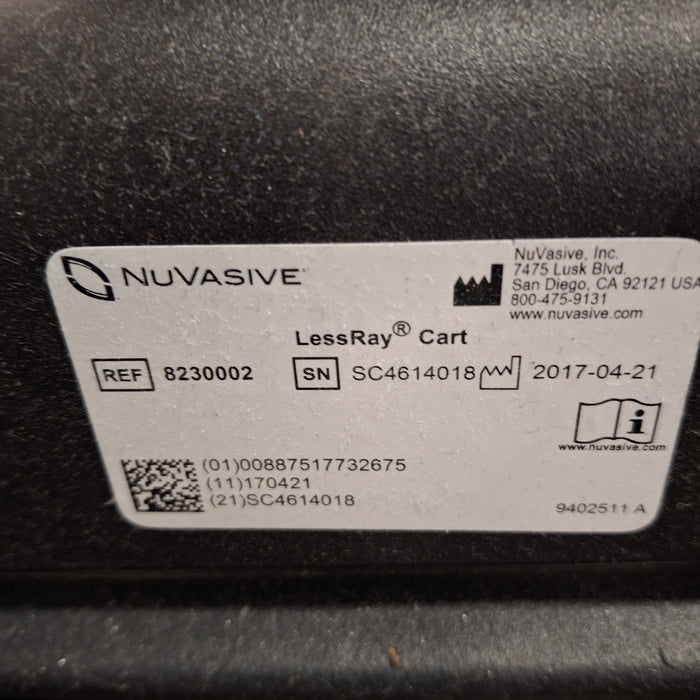 NUVASIVE
NuVasive, Inc.
7475 Lusk Blvd.
San Diego, CA 92121 USA
800-475-9131
www.nuvasive.com
LessRay® Cart
REF 8230002 SN SC4614018 2017-04-21
i
www.nuvasive.com
(01)00887517732675
(11)170421
(21)SC4614018
9402511 A